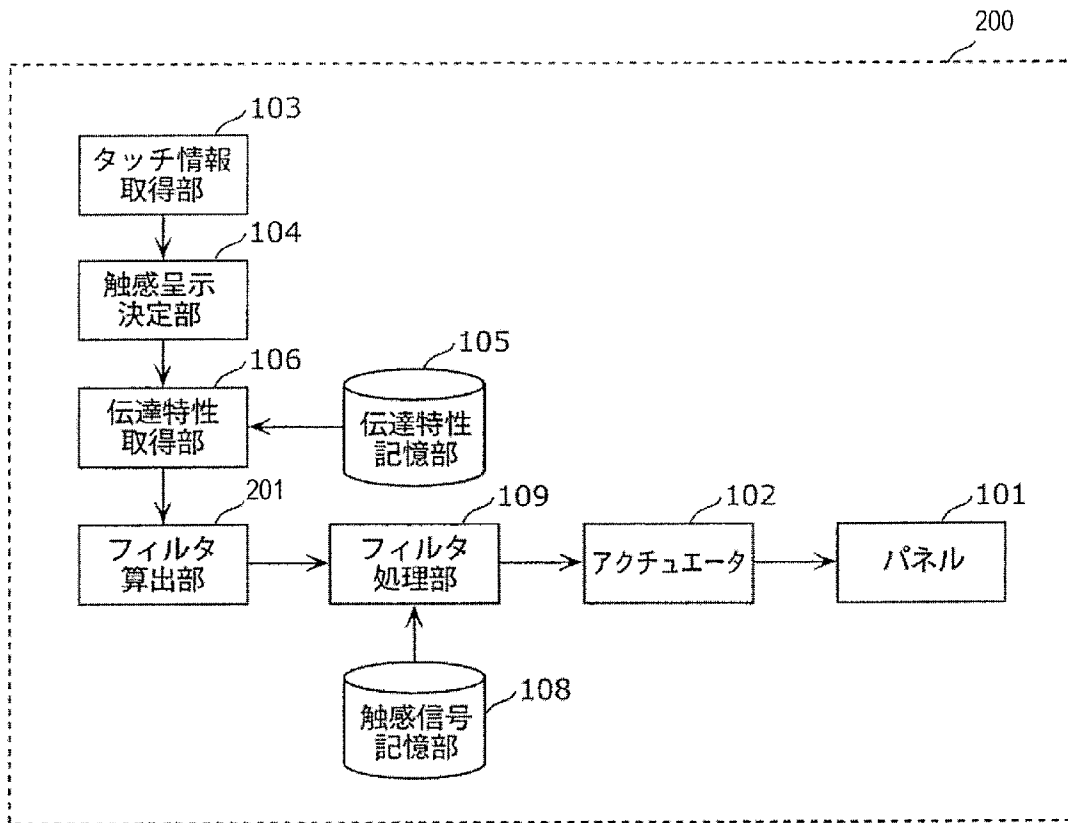 200
103
タッチ情報
取得部
104
触感呈示
決定部
106
伝達特性
取得部
105
伝達特性
記憶部
201
フィルタ
算出部
109
フィルタ
処理部
102
アクチュエータ
101
パネル
108
触感信号
記憶部